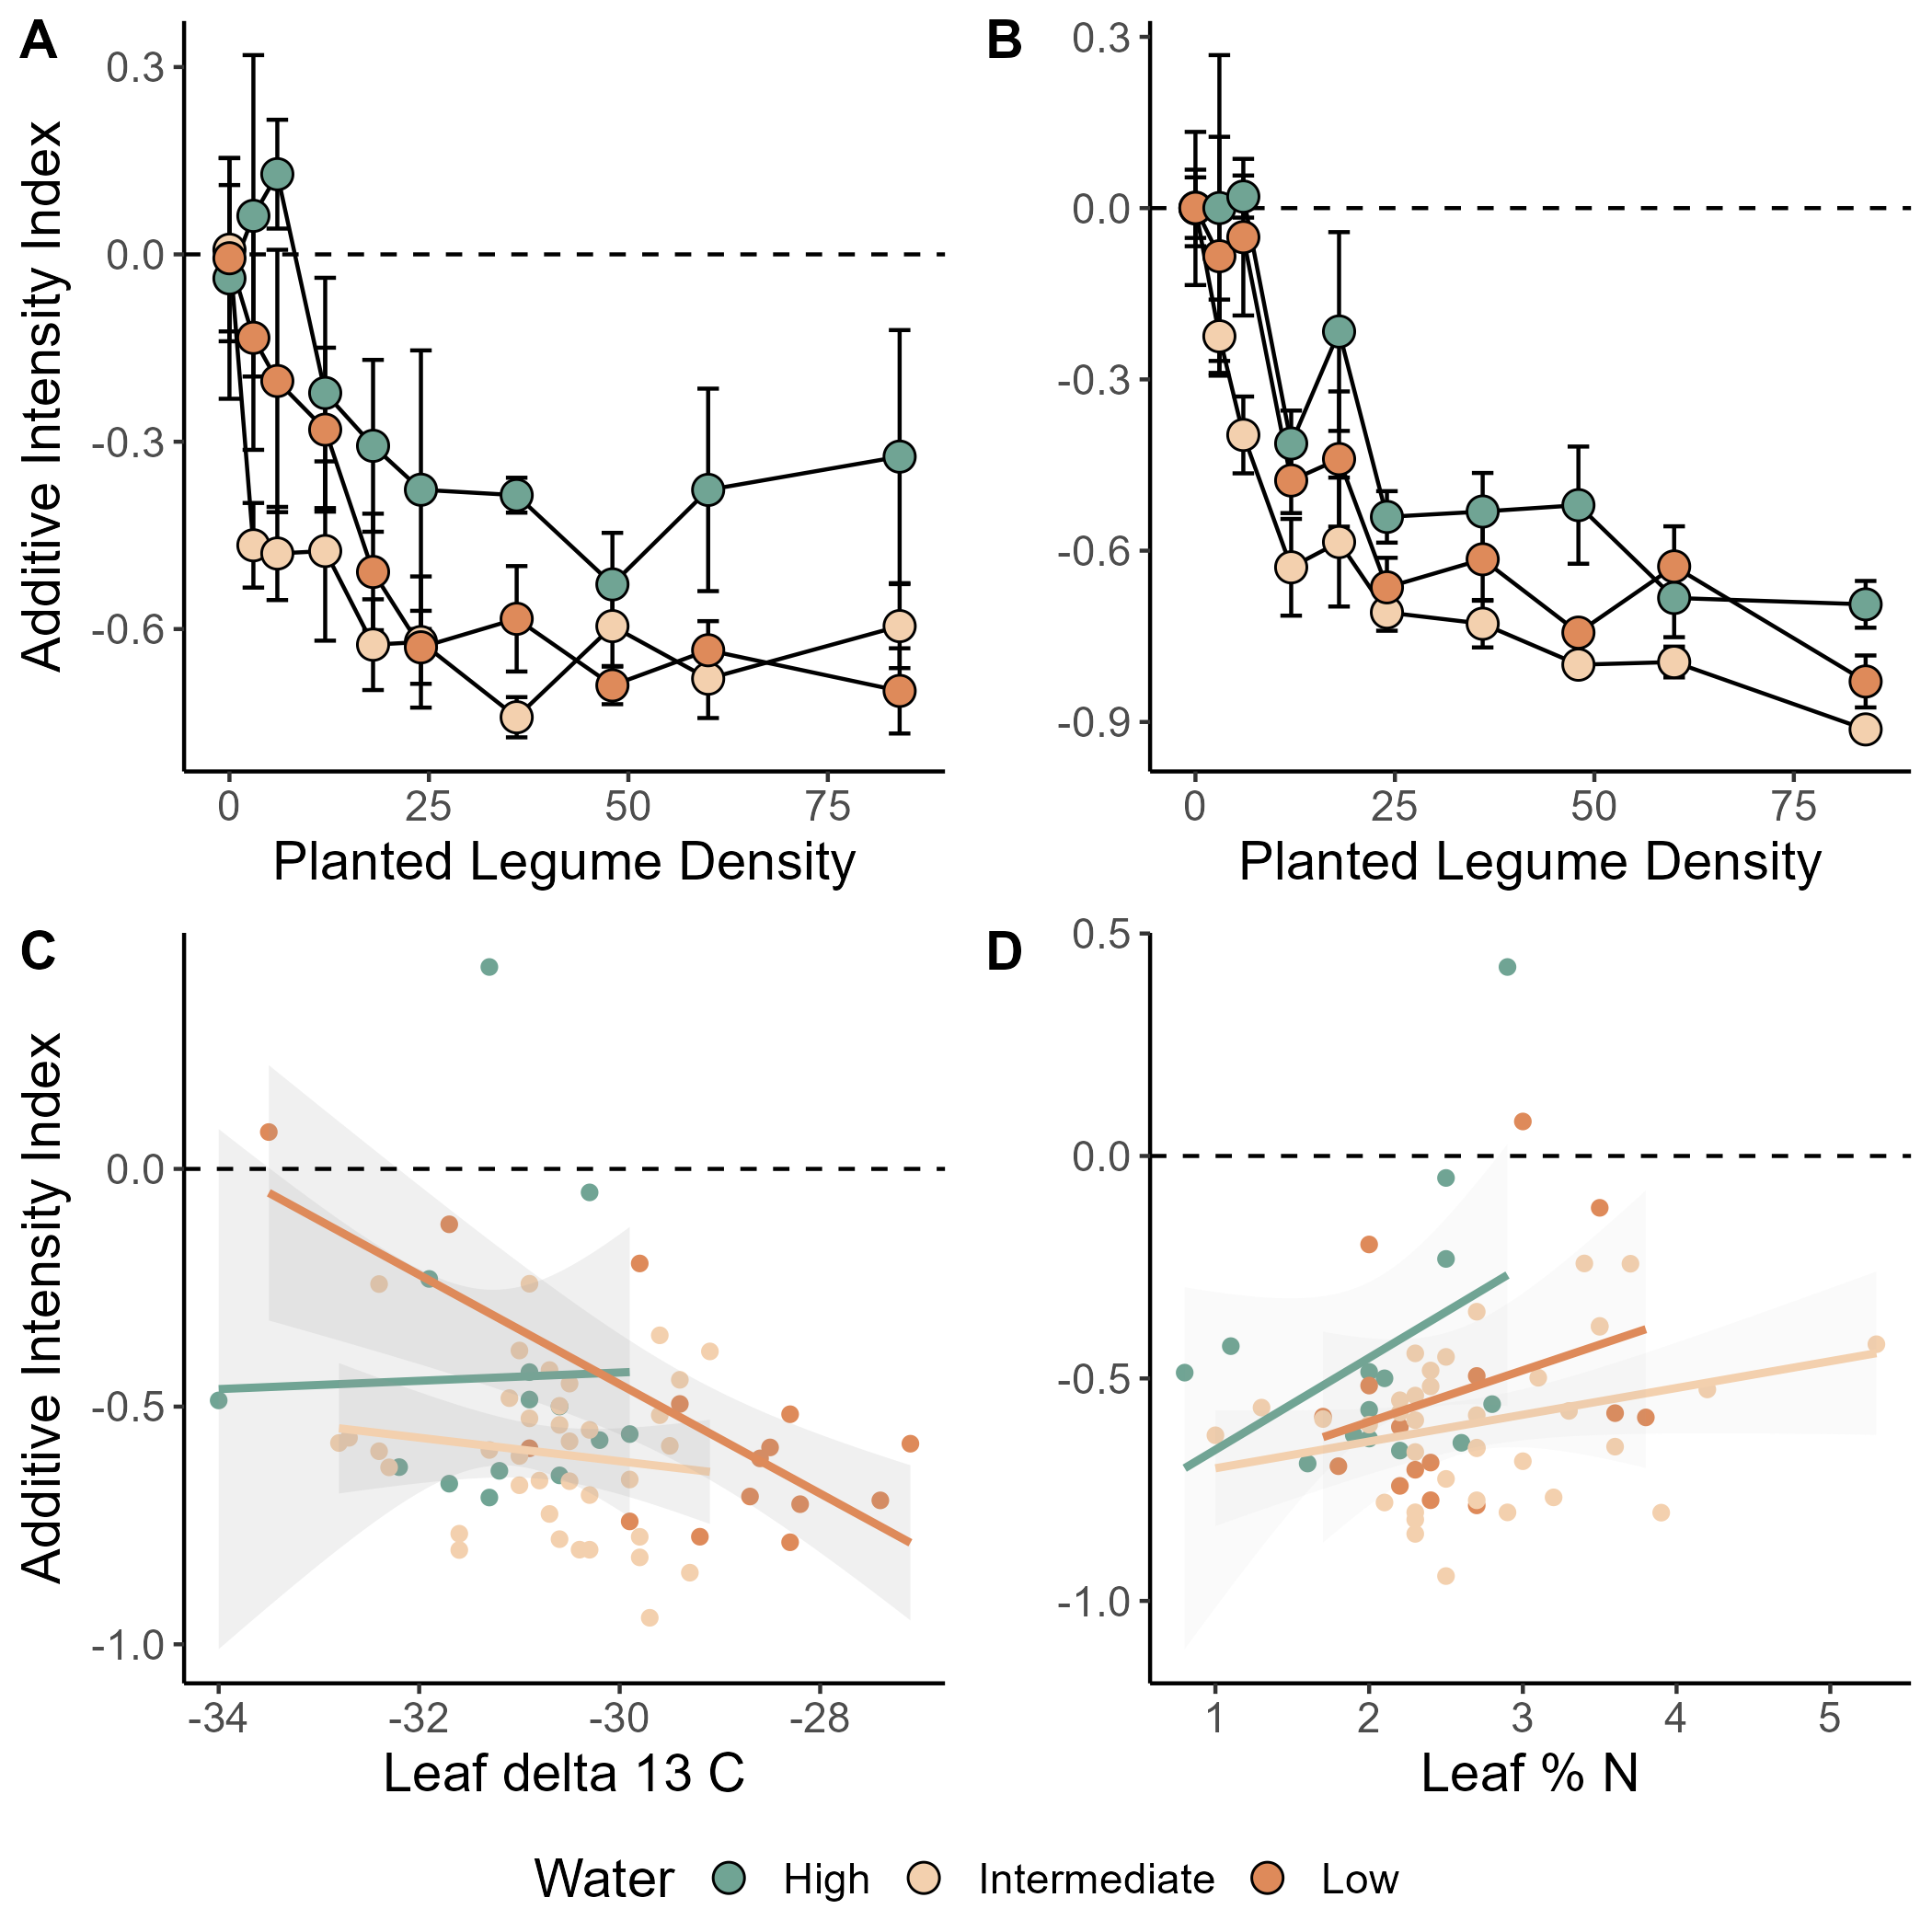 A
Additive Intensity Index
0.3
0.0
-0.3
-0.6
0 25 50 75
Planted Legume Density
B
0.3
0.0
-0.3
-0.6
-0.9
0 25 50 75
Planted Legume Density
C
Additive Intensity Index
0.0
-0.5
-1.0
-34 -32 -30 -28
Leaf delta 13 C
D
0.5
0.0
-0.5
-1.0
1 2 3 4 5
Leaf % N
Water High Intermediate Low